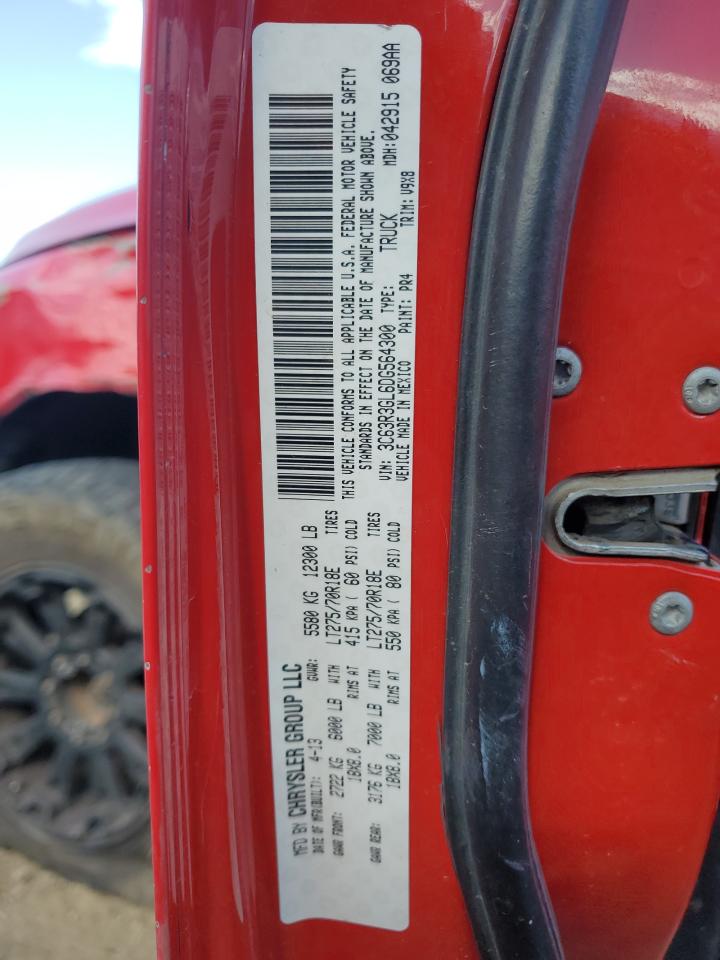 MFD BY CHRYSLER GROUP LLC
DATE OF MFR(BUILT): 4-13 GVWR: 5580 KG 12300 LB
GAWR FRONT: 2722 KG 6000 LB WITH LT275/70R18E TIRES
18X8.0 RIMS AT 415 KPA ( 60 PSI) COLD
GAWR REAR: 3176 KG 7000 LB WITH LT275/70R18E TIRES
18X8.0 RIMS AT 550 KPA ( 80 PSI) COLD
THIS VEHICLE CONFORMS TO ALL APPLICABLE U.S.A. FEDERAL MOTOR VEHICLE SAFETY
STANDARDS IN EFFECT ON THE DATE OF MANUFACTURE SHOWN ABOVE.
VIN: 3C63R3GL6DG564300 TYPE: TRUCK MDH:042915 069AA
VEHICLE MADE IN MEXICO PAINT: PR4 TRIM: V9X8